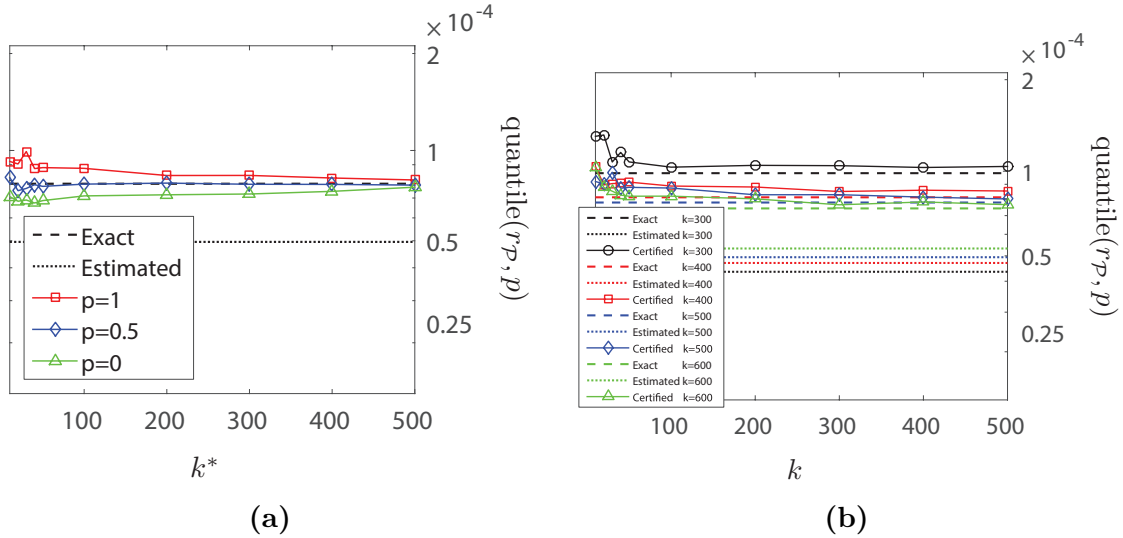 × 10⁻⁴
2
1
0.5
0.25
quantile(r_P, p)
Exact
Estimated
p=1
p=0.5
p=0
100 200 300 400 500
k*
(a)
× 10⁻⁴
2
1
0.5
0.25
quantile(r_P, p)
Exact k=300
Estimated k=300
Certified k=300
Exact k=400
Estimated k=400
Certified k=400
Exact k=500
Estimated k=500
Certified k=500
Exact k=600
Estimated k=600
Certified k=600
100 200 300 400 500
k
(b)